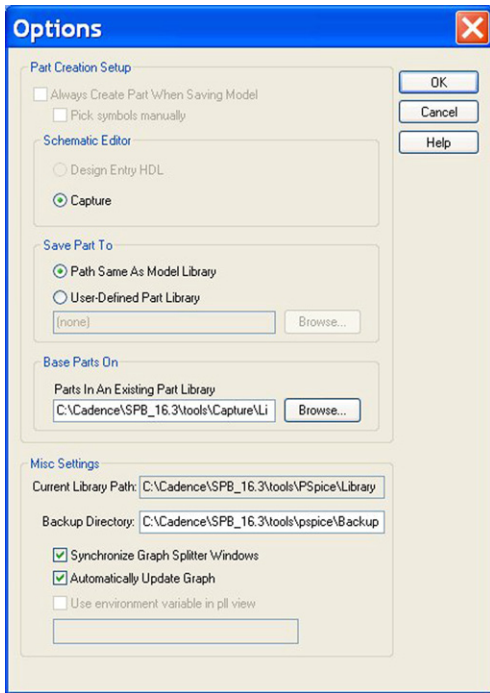 Options
Part Creation Setup
Always Create Part When Saving Model
Pick symbols manually
Schematic Editor
Design Entry HDL
Capture
Save Part To
Path Same As Model Library
User-Defined Part Library
(none)
Browse...
Base Parts On
Parts In An Existing Part Library
C:\Cadence\SPB_16.3\tools\Capture\Li
Browse...
Misc Settings
Current Library Path: C:\Cadence\SPB_16.3\tools\PSpice\Library
Backup Directory: C:\Cadence\SPB_16.3\tools\pspice\Backup
Synchronize Graph Splitter Windows
Automatically Update Graph
Use environment variable in pll view
OK
Cancel
Help